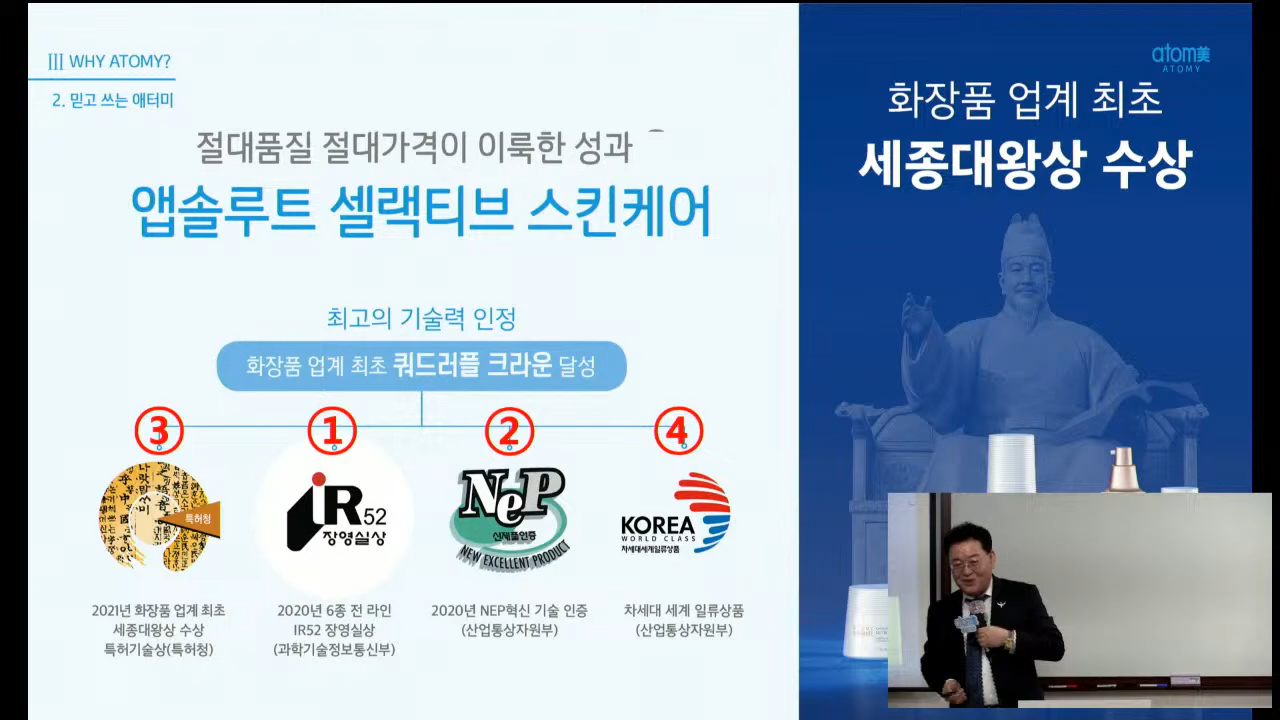 III WHY ATOMY?
2. 믿고 쓰는 애터미
절대품질 절대가격이 이룩한 성과
앱솔루트 셀랙티브 스킨케어
최고의 기술력 인정
화장품 업계 최초 쿼드러플 크라운 달성
③
①
②
④
특허청
iR52
장영실상
NeP
신제품인증
NEW EXCELLENT PRODUCT
KOREA
WORLD CLASS
차세대세계일류상품
2021년 화장품 업계 최초
세종대왕상 수상
특허기술상(특허청)
2020년 6종 전 라인
IR52 장영실상
(과학기술정보통신부)
2020년 NEP혁신 기술 인증
(산업통상자원부)
차세대 세계 일류상품
(산업통상자원부)
atom美
ATOMY
화장품 업계 최초
세종대왕상 수상